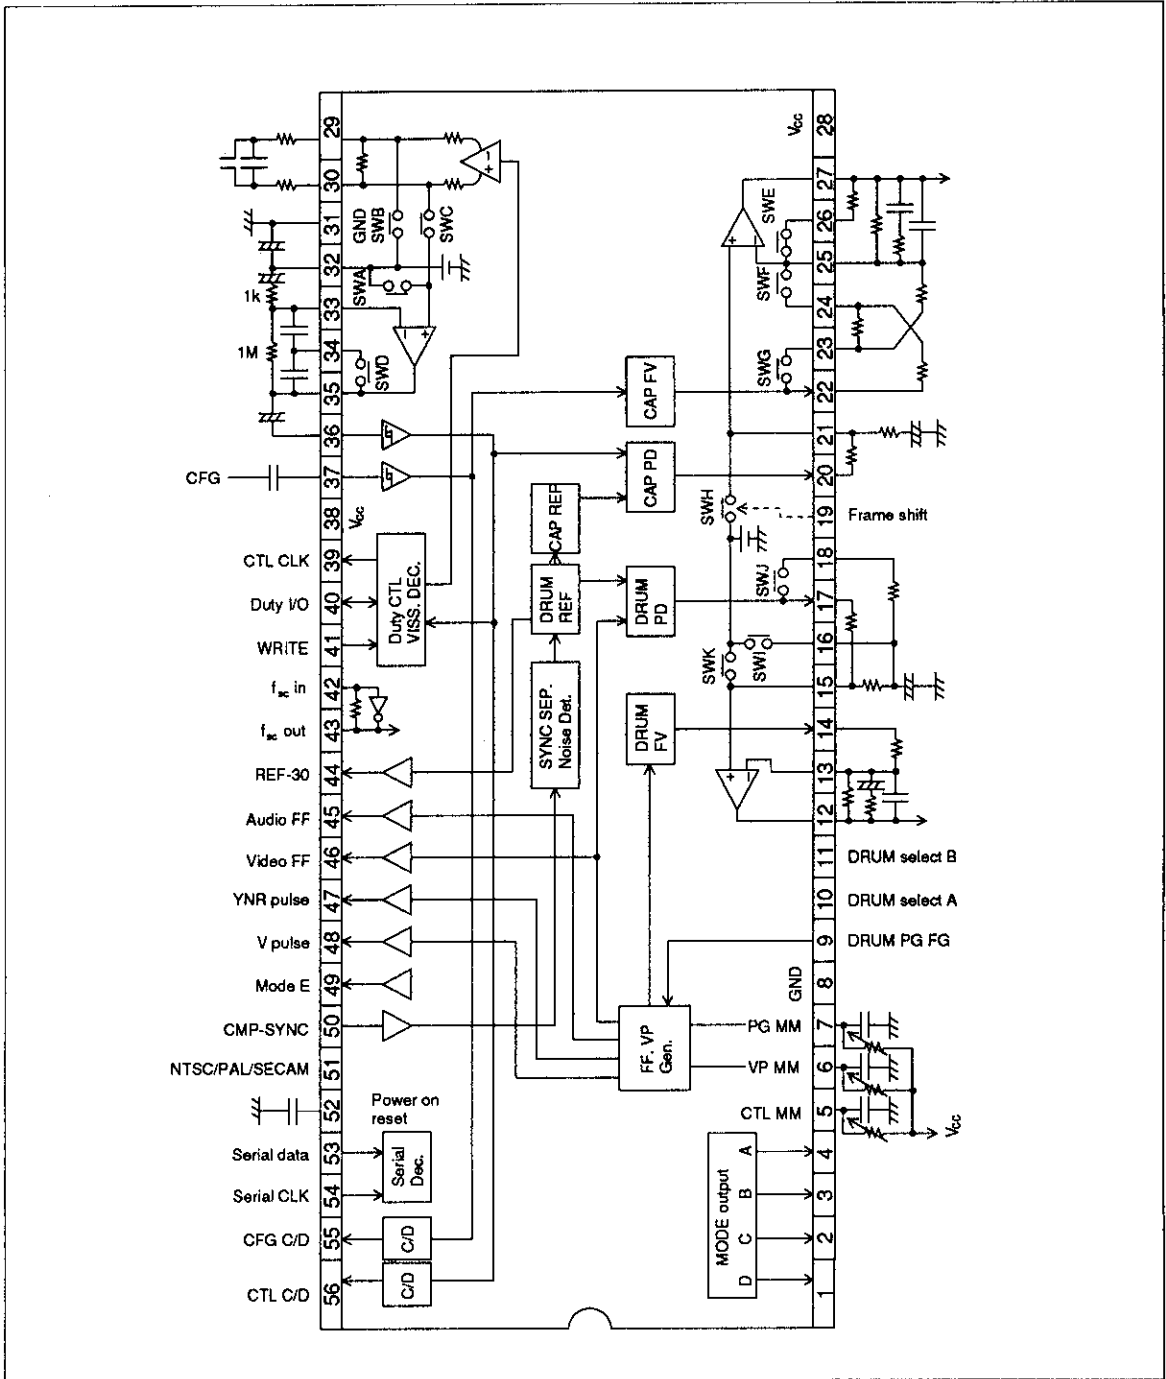 29
30
31
32
33
34
35
36
37
38
39
40
41
42
43
44
45
46
47
48
49
50
51
52
53
54
55
56
1k
1M
CFG
CTL CLK
Duty I/O
WRITE
fsc in
fsc out
REF-30
Audio FF
Video FF
YNR pulse
V pulse
Mode E
CMP-SYNC
NTSC/PAL/SECAM
Serial data
Serial CLK
CFG C/D
CTL C/D
GND
SWB
SWC
SWA
SWD
Vcc
Duty CTL
VISS. DEC.
Power on
reset
Serial
Dec.
C/D
C/D
CAP FV
CAP PD
CAP REF
DRUM
REF
DRUM
PD
SYNC SEP.
Noise Det.
DRUM
FV
FF. VP
Gen.
PG MM
VP MM
CTL MM
MODE output
A
B
C
D
Vcc
SWE
SWF
SWG
SWH
SWJ
SWI
SWK
GND
28
27
26
25
24
23
22
21
20
19
18
17
16
15
14
13
12
11
10
9
8
7
6
5
4
3
2
1
Frame shift
DRUM select B
DRUM select A
DRUM PG FG
Vcc
+
−
+
−
+
−
+
−